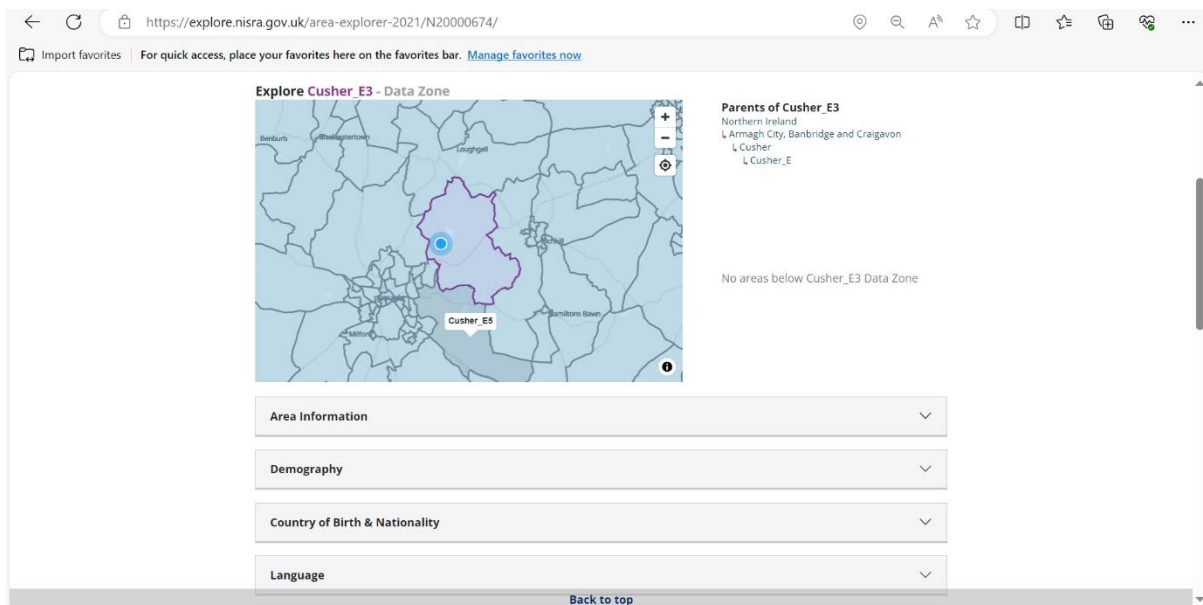 https://explore.nisra.gov.uk/area-explorer-2021/N20000674/
Import favorites
For quick access, place your favorites here on the favorites bar. Manage favorites now
Explore Cusher_E3 - Data Zone
Benburb
Blackwatertown
Loughgall
+
−
Cusher_E5
Hamiltons Bawn
Milford
Parents of Cusher_E3
Northern Ireland
Armagh City, Banbridge and Craigavon
Cusher
Cusher_E
No areas below Cusher_E3 Data Zone
Area Information
Demography
Country of Birth & Nationality
Language
Back to top